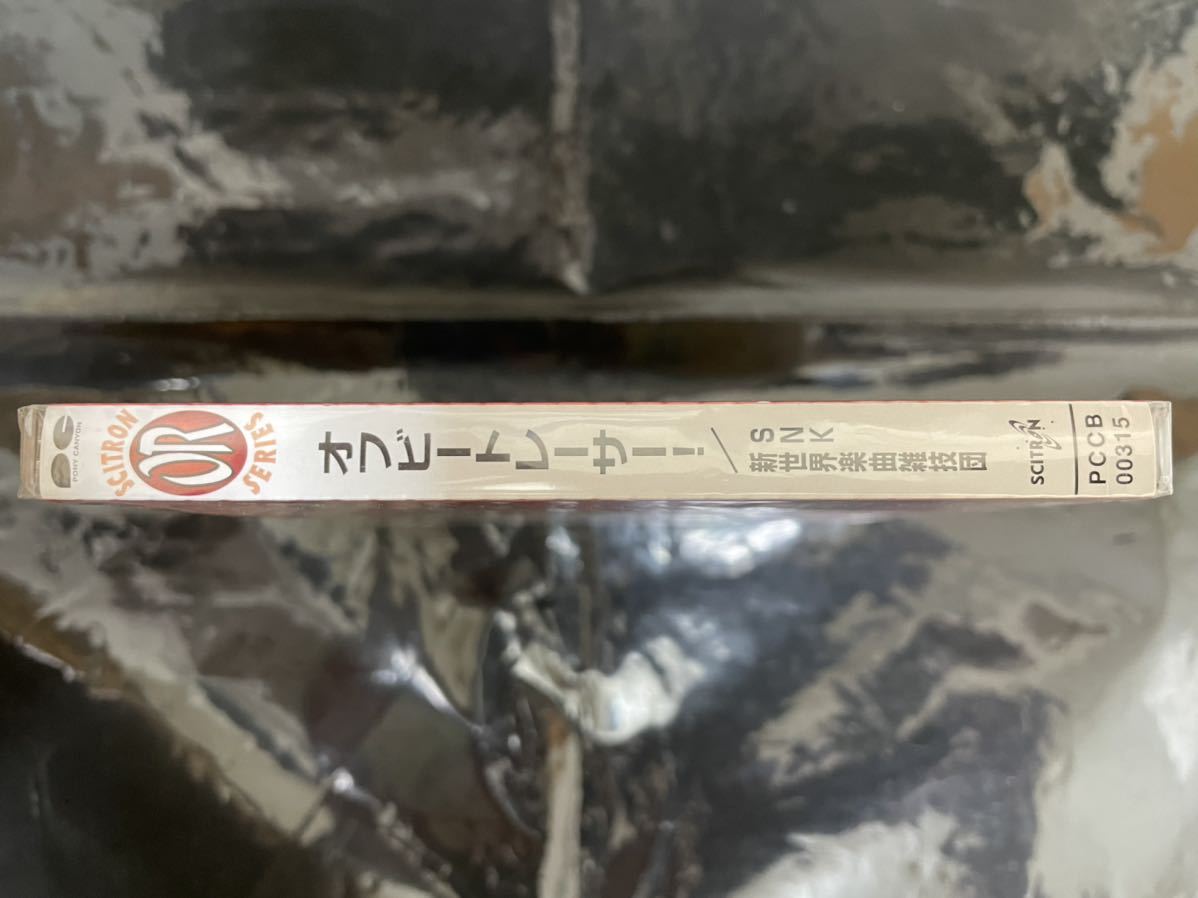 PONY CANYON
SCITRON
OR
SERIES
オフビートレーサー!/
SNK
新世界楽曲雑技団
SCITRON
PCCB
00315